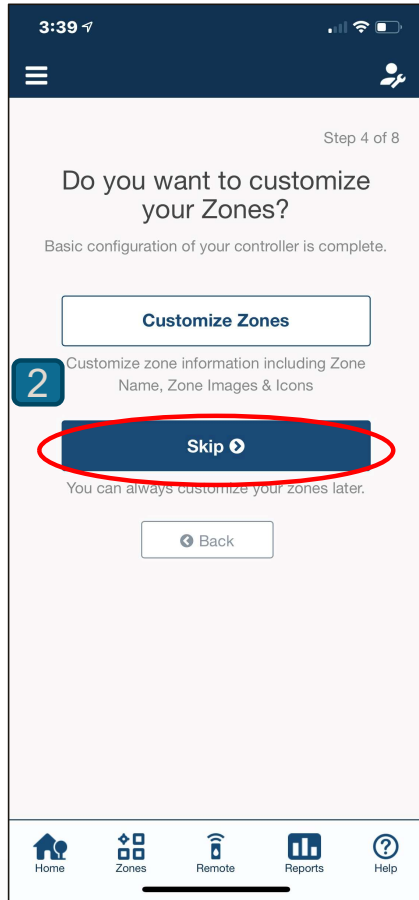 3:39
Step 4 of 8
Do you want to customize
your Zones?
Basic configuration of your controller is complete.
Customize Zones
Customize zone information including Zone
Name, Zone Images & Icons
2
Skip
You can always customize your zones later.
Back
Home Zones Remote Reports Help